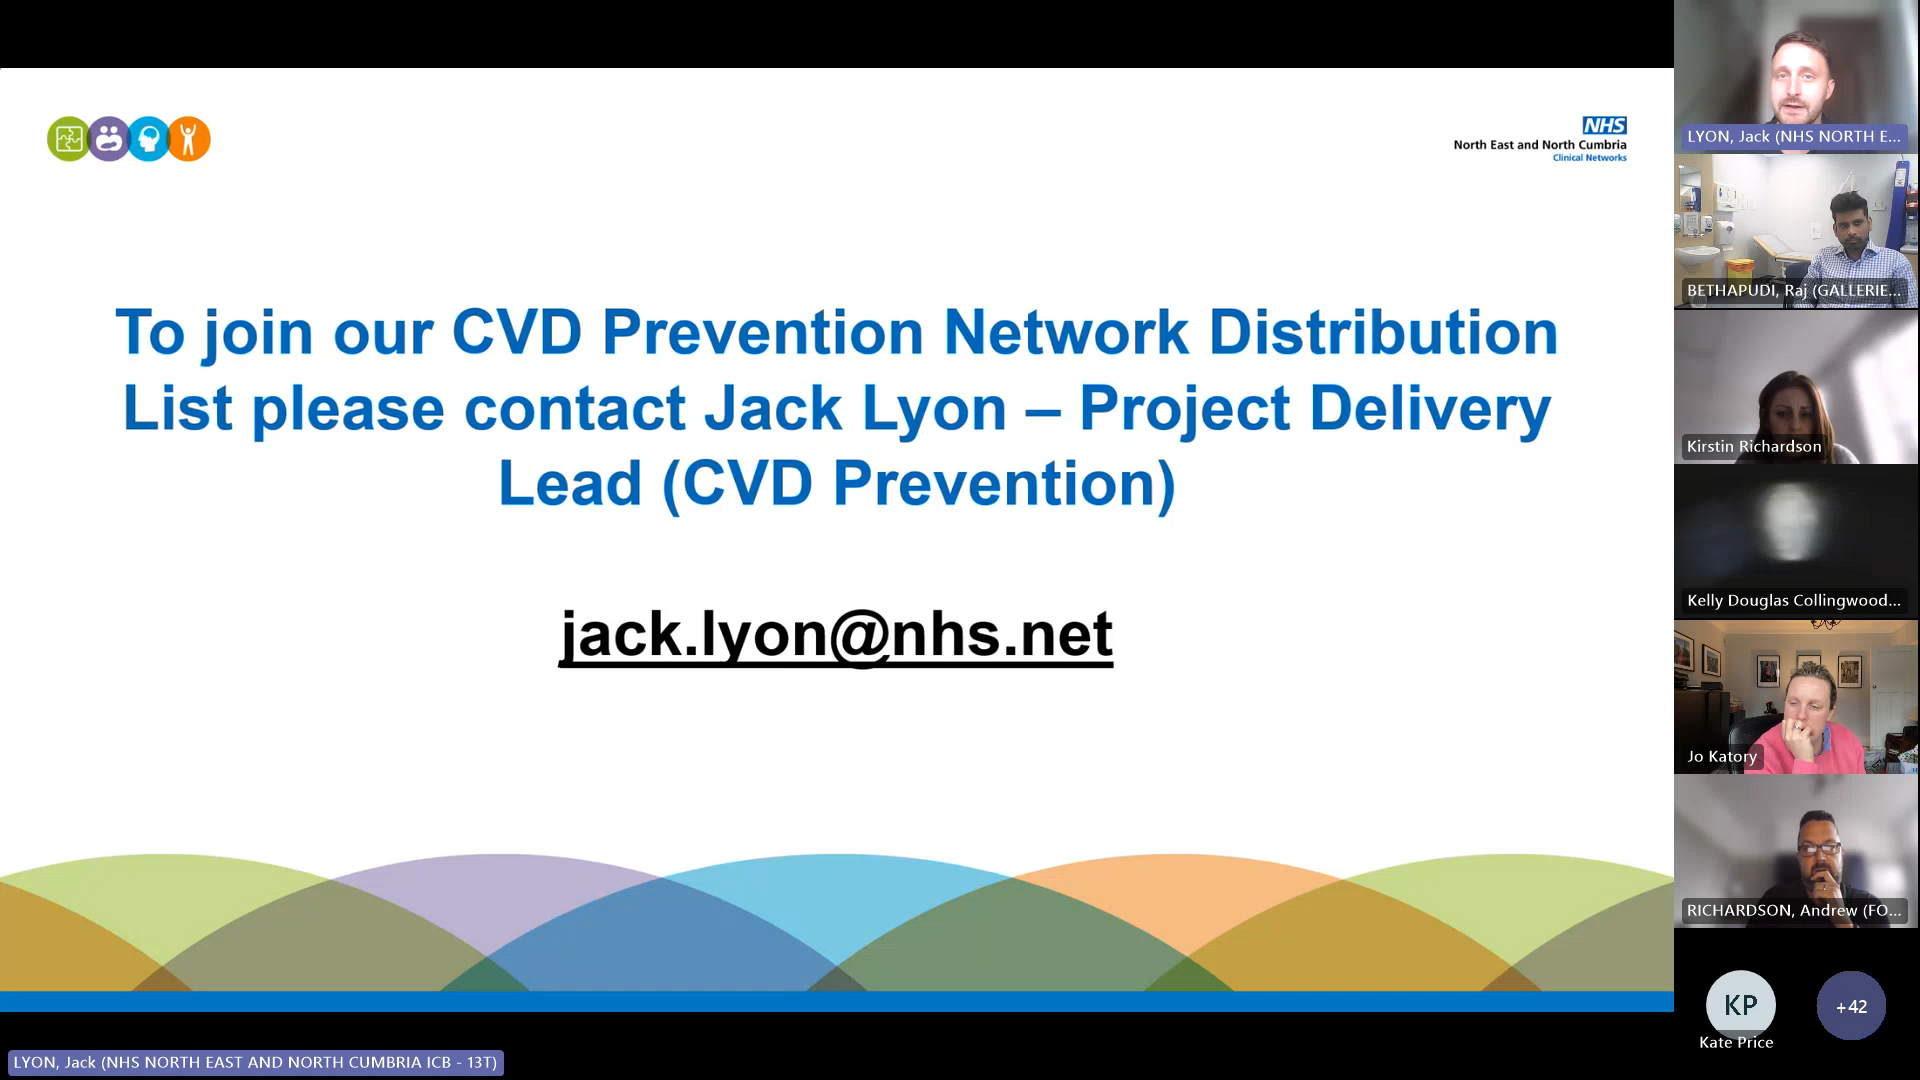 NHS
North East and North Cumbria
Clinical Networks
To join our CVD Prevention Network Distribution
List please contact Jack Lyon – Project Delivery
Lead (CVD Prevention)
jack.lyon@nhs.net
LYON, Jack (NHS NORTH E...
BETHAPUDI, Raj (GALLERIE...
Kirstin Richardson
Kelly Douglas Collingwood...
Jo Katory
RICHARDSON, Andrew (FO...
KP
+42
Kate Price
LYON, Jack (NHS NORTH EAST AND NORTH CUMBRIA ICB - 13T)